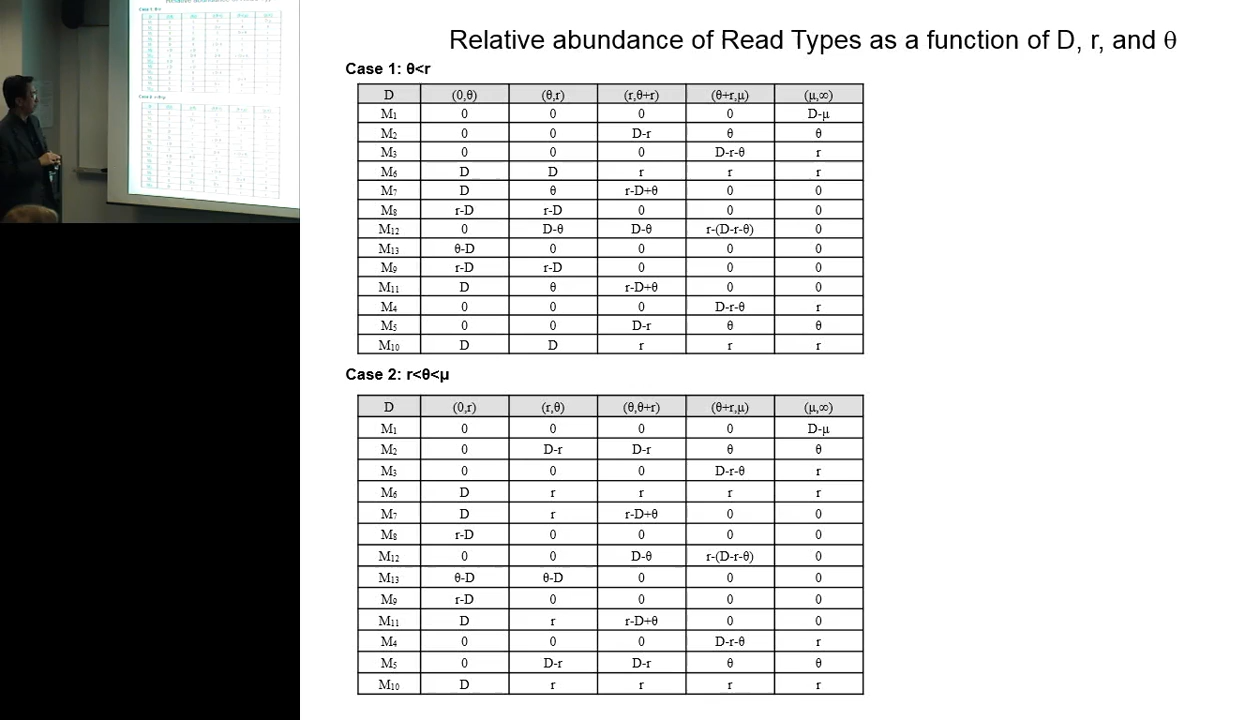 Relative abundance of Read Types as a function of D, r, and θ
Case 1: θ<r
D (0,θ) (θ,r) (r,θ+r) (θ+r,μ) (μ,∞)
M₁ 0 0 0 0 D-μ
M₂ 0 0 D-r θ θ
M₃ 0 0 0 D-r-θ r
M₆ D D r r r
M₇ D θ r-D+θ 0 0
M₈ r-D r-D 0 0 0
M₁₂ 0 D-θ D-θ r-(D-r-θ) 0
M₁₃ θ-D 0 0 0 0
M₉ r-D r-D 0 0 0
M₁₁ D θ r-D+θ 0 0
M₄ 0 0 0 D-r-θ r
M₅ 0 0 D-r θ θ
M₁₀ D D r r r
Case 2: r<θ<μ
D (0,r) (r,θ) (θ,θ+r) (θ+r,μ) (μ,∞)
M₁ 0 0 0 0 D-μ
M₂ 0 D-r D-r θ θ
M₃ 0 0 0 D-r-θ r
M₆ D r r r r
M₇ D r r-D+θ 0 0
M₈ r-D 0 0 0 0
M₁₂ 0 0 D-θ r-(D-r-θ) 0
M₁₃ θ-D θ-D 0 0 0
M₉ r-D 0 0 0 0
M₁₁ D r r-D+θ 0 0
M₄ 0 0 0 D-r-θ r
M₅ 0 D-r D-r θ θ
M₁₀ D r r r r